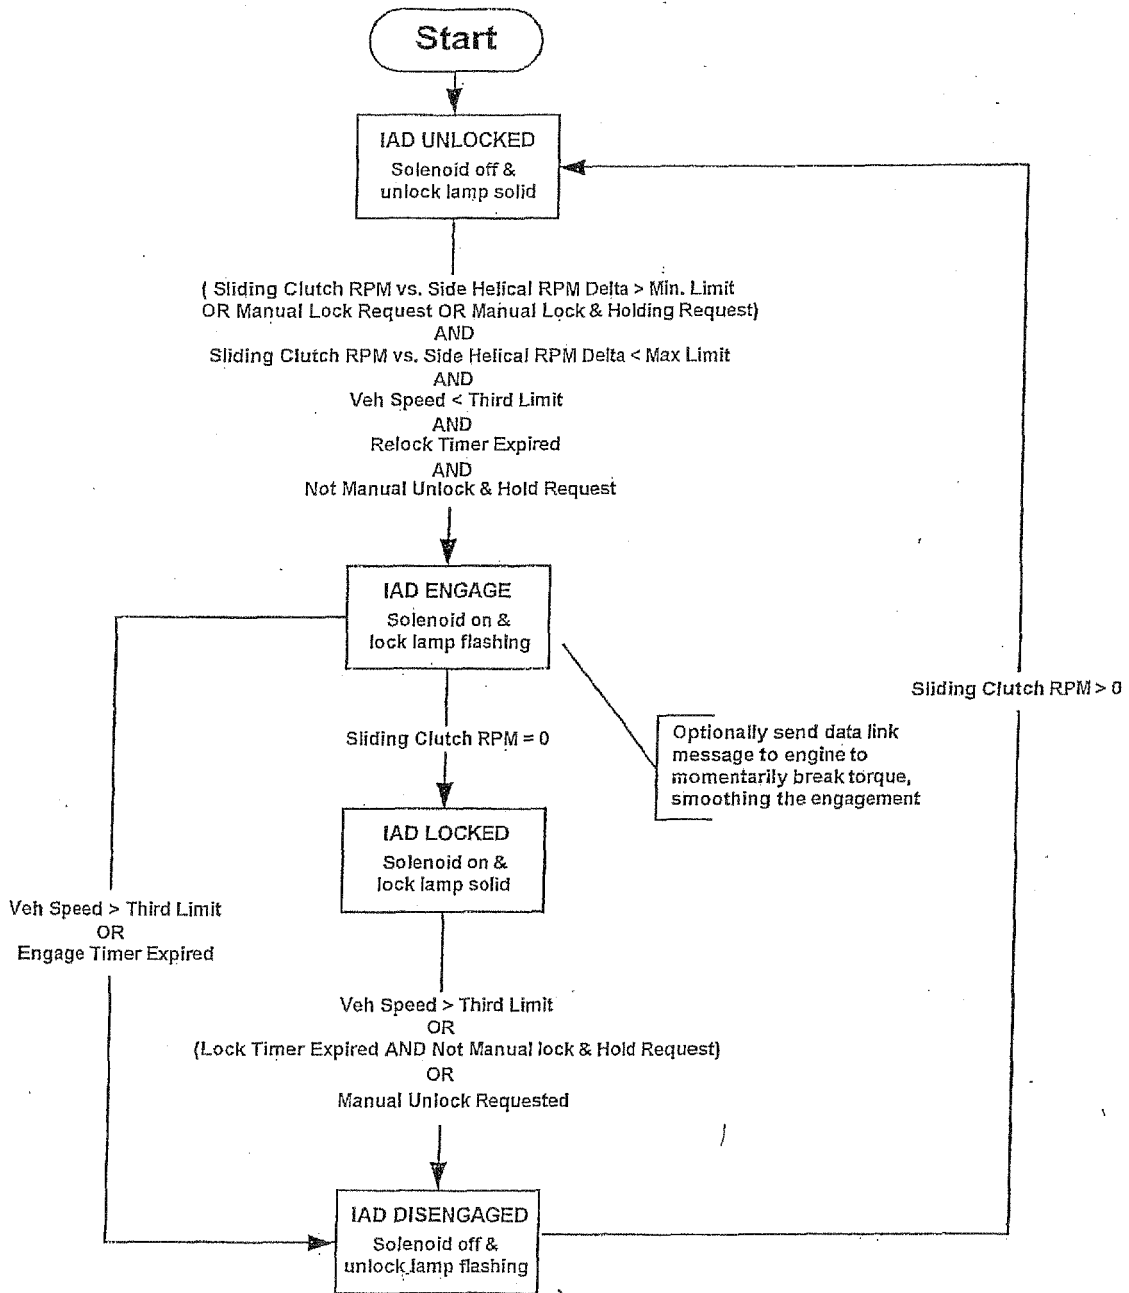 Start
IAD UNLOCKED
Solenoid off &
unlock lamp solid
( Sliding Clutch RPM vs. Side Helical RPM Delta > Min. Limit
OR Manual Lock Request OR Manual Lock & Holding Request)
AND
Sliding Clutch RPM vs. Side Helical RPM Delta < Max Limit
AND
Veh Speed < Third Limit
AND
Relock Timer Expired
AND
Not Manual Unlock & Hold Request
IAD ENGAGE
Solenoid on &
lock lamp flashing
Sliding Clutch RPM > 0
Optionally send data link
message to engine to
momentarily break torque,
smoothing the engagement
Sliding Clutch RPM = 0
IAD LOCKED
Solenoid on &
lock lamp solid
Veh Speed > Third Limit
OR
Engage Timer Expired
Veh Speed > Third Limit
OR
(Lock Timer Expired AND Not Manual lock & Hold Request)
OR
Manual Unlock Requested
IAD DISENGAGED
Solenoid off &
unlock lamp flashing